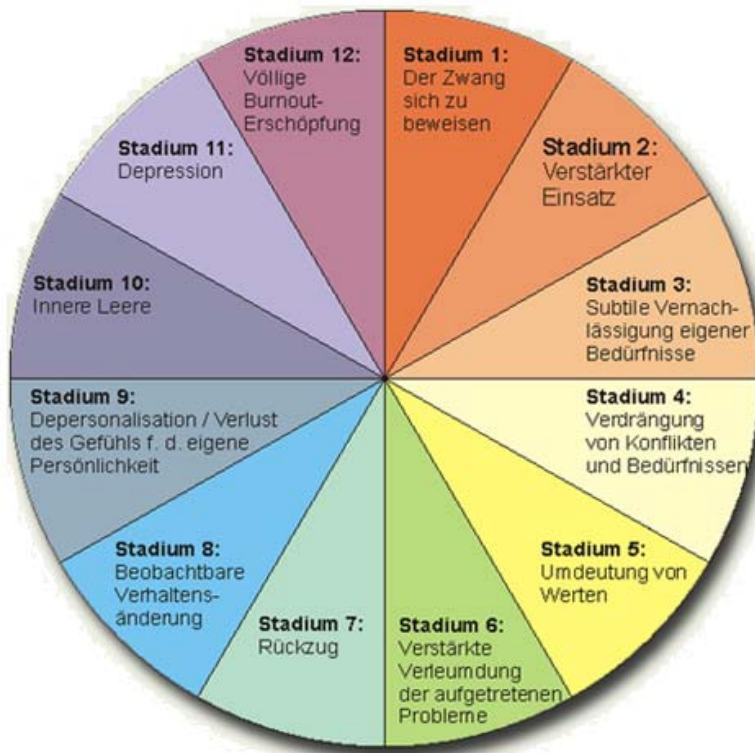 Stadium 1:
Der Zwang
sich zu
beweisen
Stadium 2:
Verstärkter
Einsatz
Stadium 3:
Subtile Vernach-
lässigung eigener
Bedürfnisse
Stadium 4:
Verdrängung
von Konflikten
und Bedürfnissen
Stadium 5:
Umdeutung von
Werten
Stadium 6:
Verstärkte
Verleumdung
der aufgetretenen
Probleme
Stadium 7:
Rückzug
Stadium 8:
Beobachtbare
Verhaltens-
änderung
Stadium 9:
Depersonalisation / Verlust
des Gefühls f. d. eigene
Persönlichkeit
Stadium 10:
Innere Leere
Stadium 11:
Depression
Stadium 12:
Völlige
Burnout-
Erschöpfung